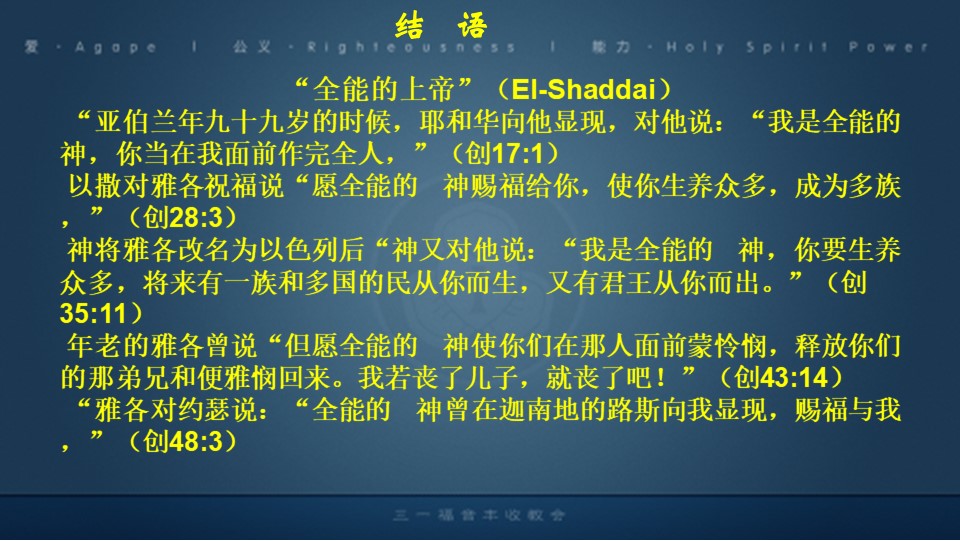 结 语
爱 · Agape | 公义 · Righteousness | 能力 · Holy Spirit Power
“全能的上帝”（El-Shaddai）
“亚伯兰年九十九岁的时候，耶和华向他显现，对他说：“我是全能的
神，你当在我面前作完全人，”（创17:1）
以撒对雅各祝福说“愿全能的 神赐福给你，使你生养众多，成为多族
，”（创28:3）
神将雅各改名为以色列后“神又对他说：“我是全能的 神，你要生养
众多，将来有一族和多国的民从你而生，又有君王从你而出。”（创
35:11）
年老的雅各曾说“但愿全能的 神使你们在那人面前蒙怜悯，释放你们
的那弟兄和便雅悯回来。我若丧了儿子，就丧了吧！”（创43:14）
“雅各对约瑟说：“全能的 神曾在迦南地的路斯向我显现，赐福与我
，”（创48:3）
三一福音丰收教会